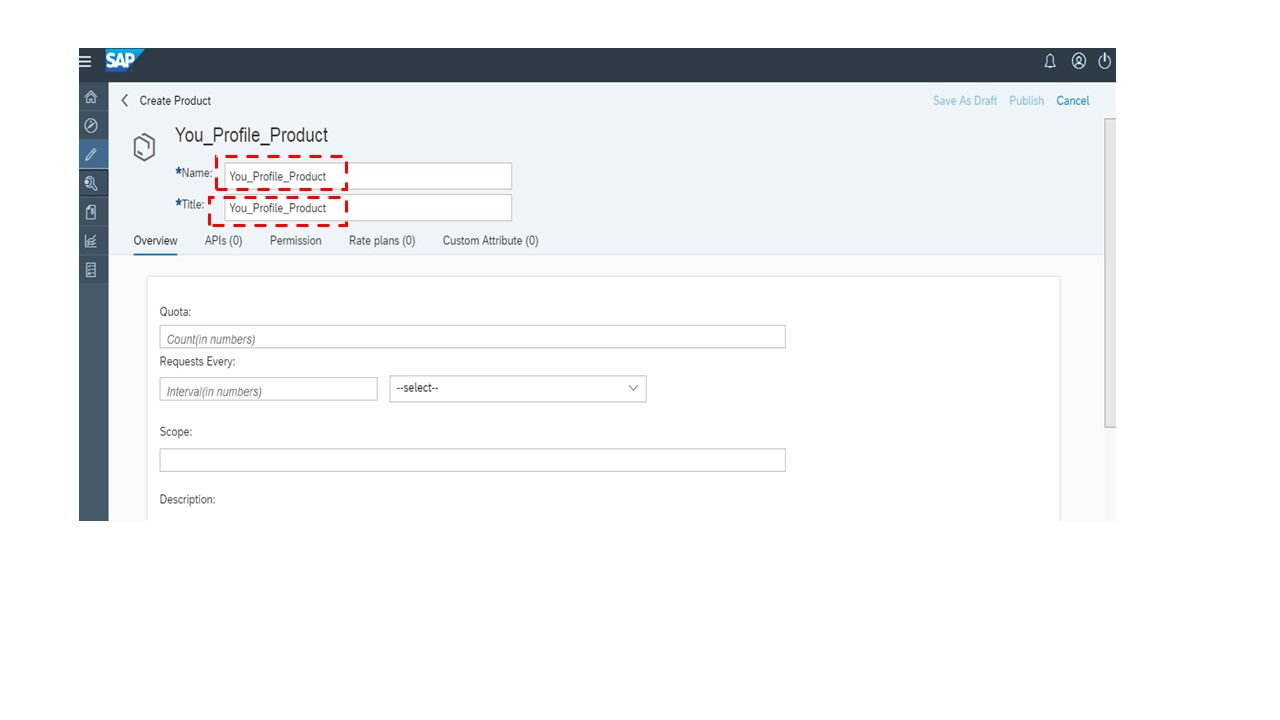 SAP
Create Product
Save As Draft Publish Cancel
You_Profile_Product
*Name: You_Profile_Product
*Title: You_Profile_Product
Overview APIs (0) Permission Rate plans (0) Custom Attribute (0)
Quota:
Count(in numbers)
Requests Every:
Interval(in numbers) --select--
Scope:
Description: